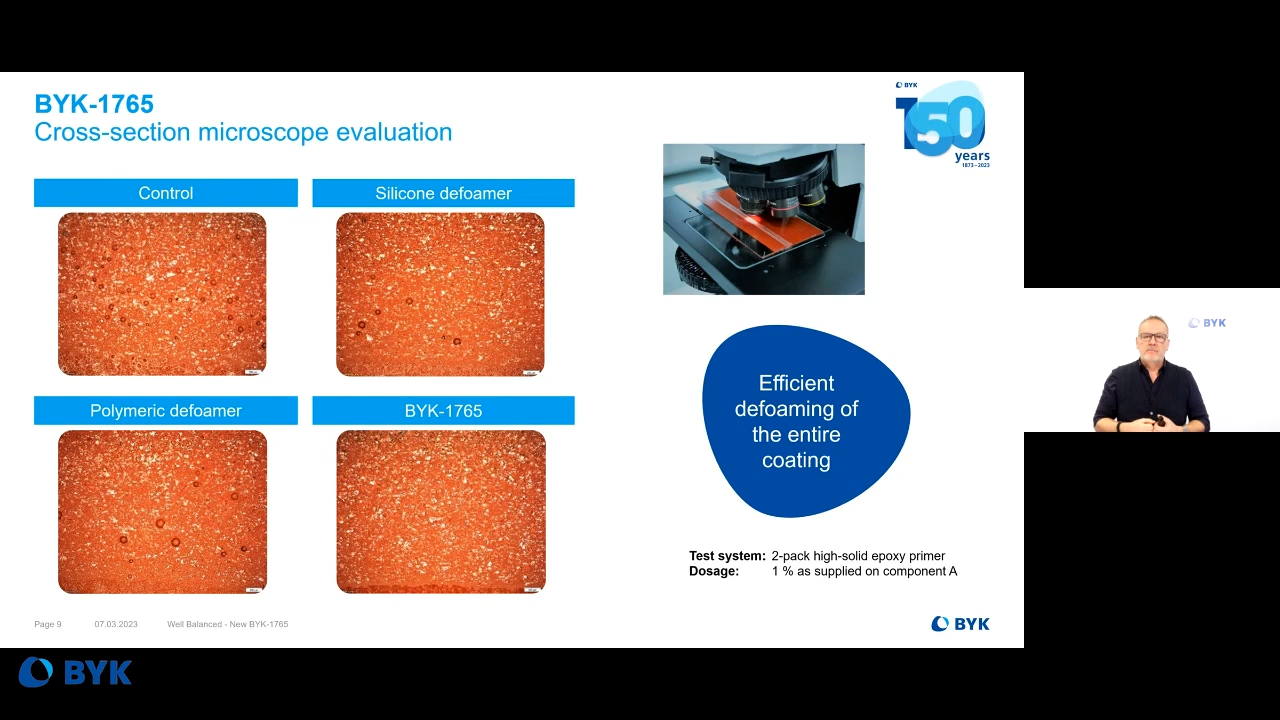 BYK-1765
Cross-section microscope evaluation
BYK
150
years
1873–2023
Control
Silicone defoamer
Polymeric defoamer
BYK-1765
Efficient
defoaming of
the entire
coating
Test system: 2-pack high-solid epoxy primer
Dosage: 1 % as supplied on component A
Page 9 07.03.2023 Well Balanced - New BYK-1765
BYK
BYK
BYK